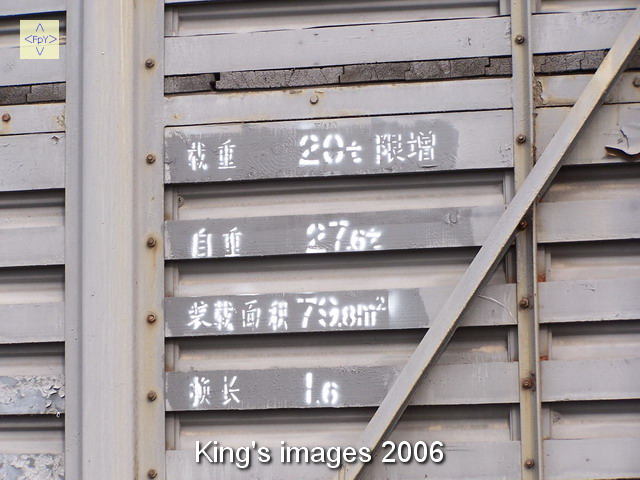 <FpY>
载重 20t 限增
自重 27.6t
装载面积 79.8m²
换长 1.6
King's images 2006